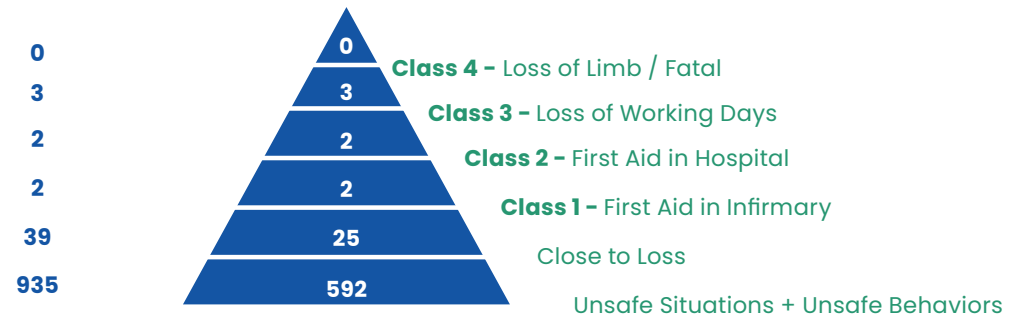 0 0
Class 4 - Loss of Limb / Fatal
3 3
Class 3 - Loss of Working Days
2 2
Class 2 - First Aid in Hospital
2 2
Class 1 - First Aid in Infirmary
39 25
Close to Loss
935 592
Unsafe Situations + Unsafe Behaviors